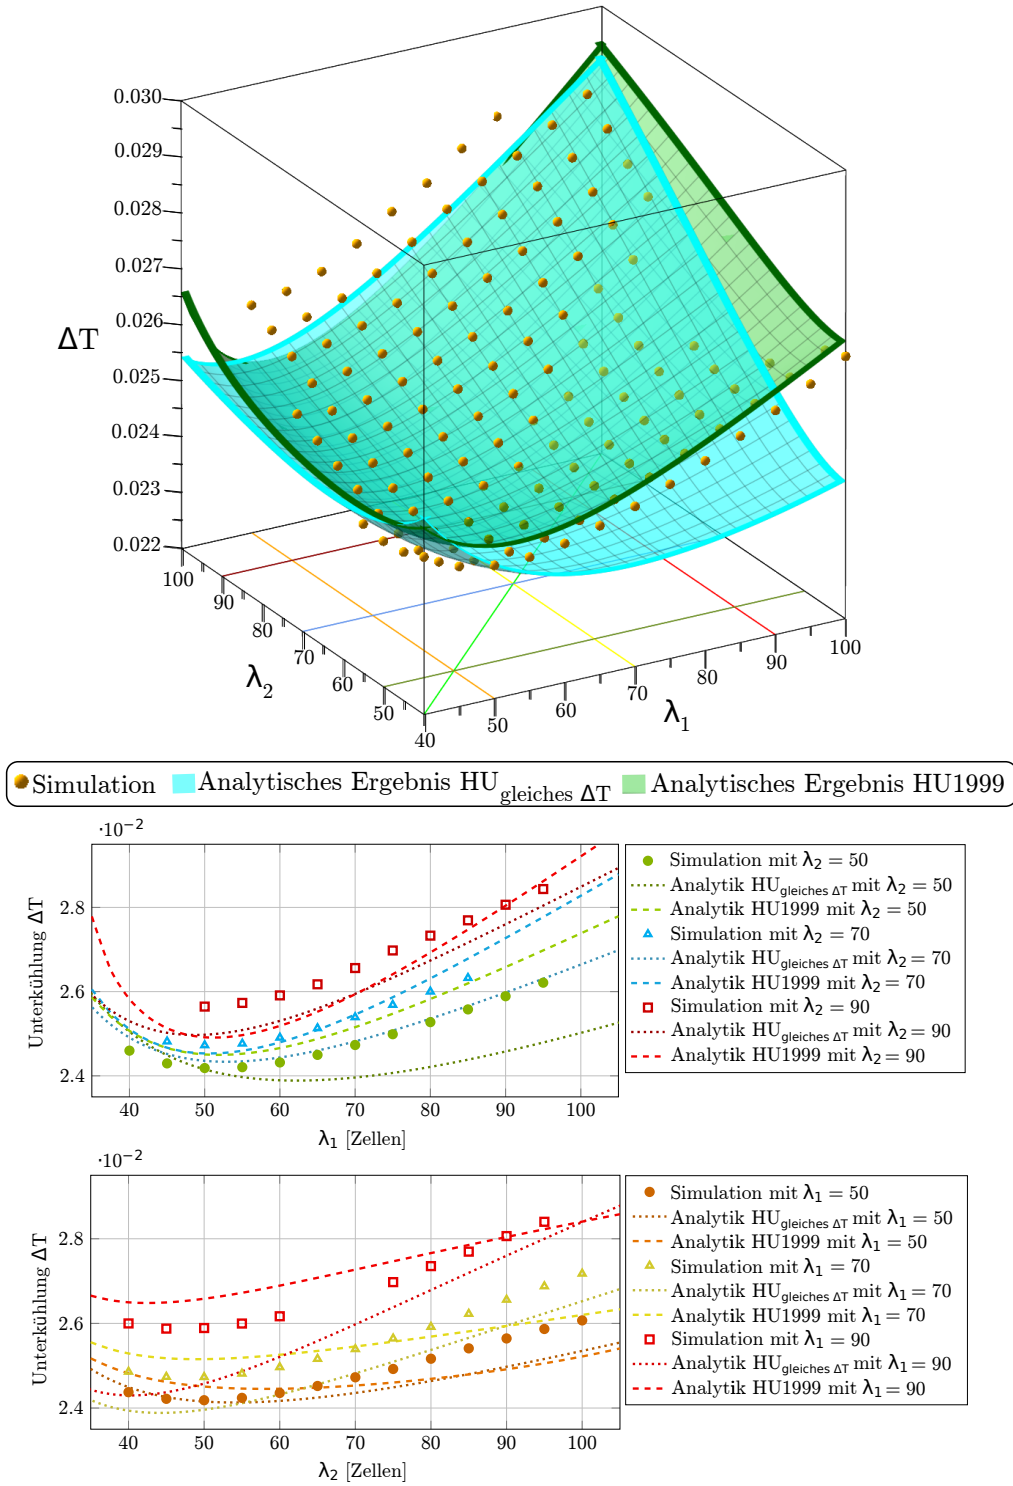 0.030
0.029
0.028
0.027
0.026
ΔT
0.025
0.024
0.023
0.022
100
90
80
70
60
50
40
λ2
40
50
60
70
80
90
100
λ1
Simulation Analytisches Ergebnis HUgleiches ΔT Analytisches Ergebnis HU1999
·10−2
2.8
2.6
2.4
Unterkühlung ΔT
40 50 60 70 80 90 100
λ1 [Zellen]
Simulation mit λ2 = 50
Analytik HUgleiches ΔT mit λ2 = 50
Analytik HU1999 mit λ2 = 50
Simulation mit λ2 = 70
Analytik HUgleiches ΔT mit λ2 = 70
Analytik HU1999 mit λ2 = 70
Simulation mit λ2 = 90
Analytik HUgleiches ΔT mit λ2 = 90
Analytik HU1999 mit λ2 = 90
·10−2
2.8
2.6
2.4
Unterkühlung ΔT
40 50 60 70 80 90 100
λ2 [Zellen]
Simulation mit λ1 = 50
Analytik HUgleiches ΔT mit λ1 = 50
Analytik HU1999 mit λ1 = 50
Simulation mit λ1 = 70
Analytik HUgleiches ΔT mit λ1 = 70
Analytik HU1999 mit λ1 = 70
Simulation mit λ1 = 90
Analytik HUgleiches ΔT mit λ1 = 90
Analytik HU1999 mit λ1 = 90